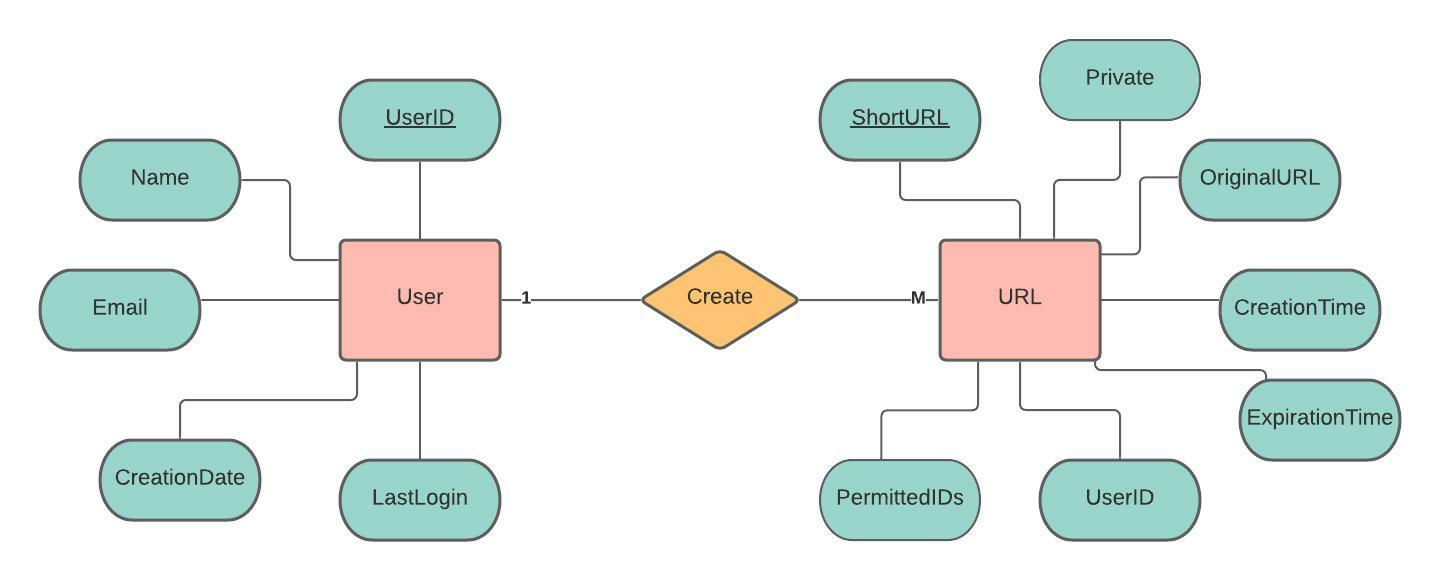 Private
UserID
ShortURL
Name
OriginalURL
User
1
Create
M
URL
Email
CreationTime
ExpirationTime
CreationDate
LastLogin
PermittedIDs
UserID